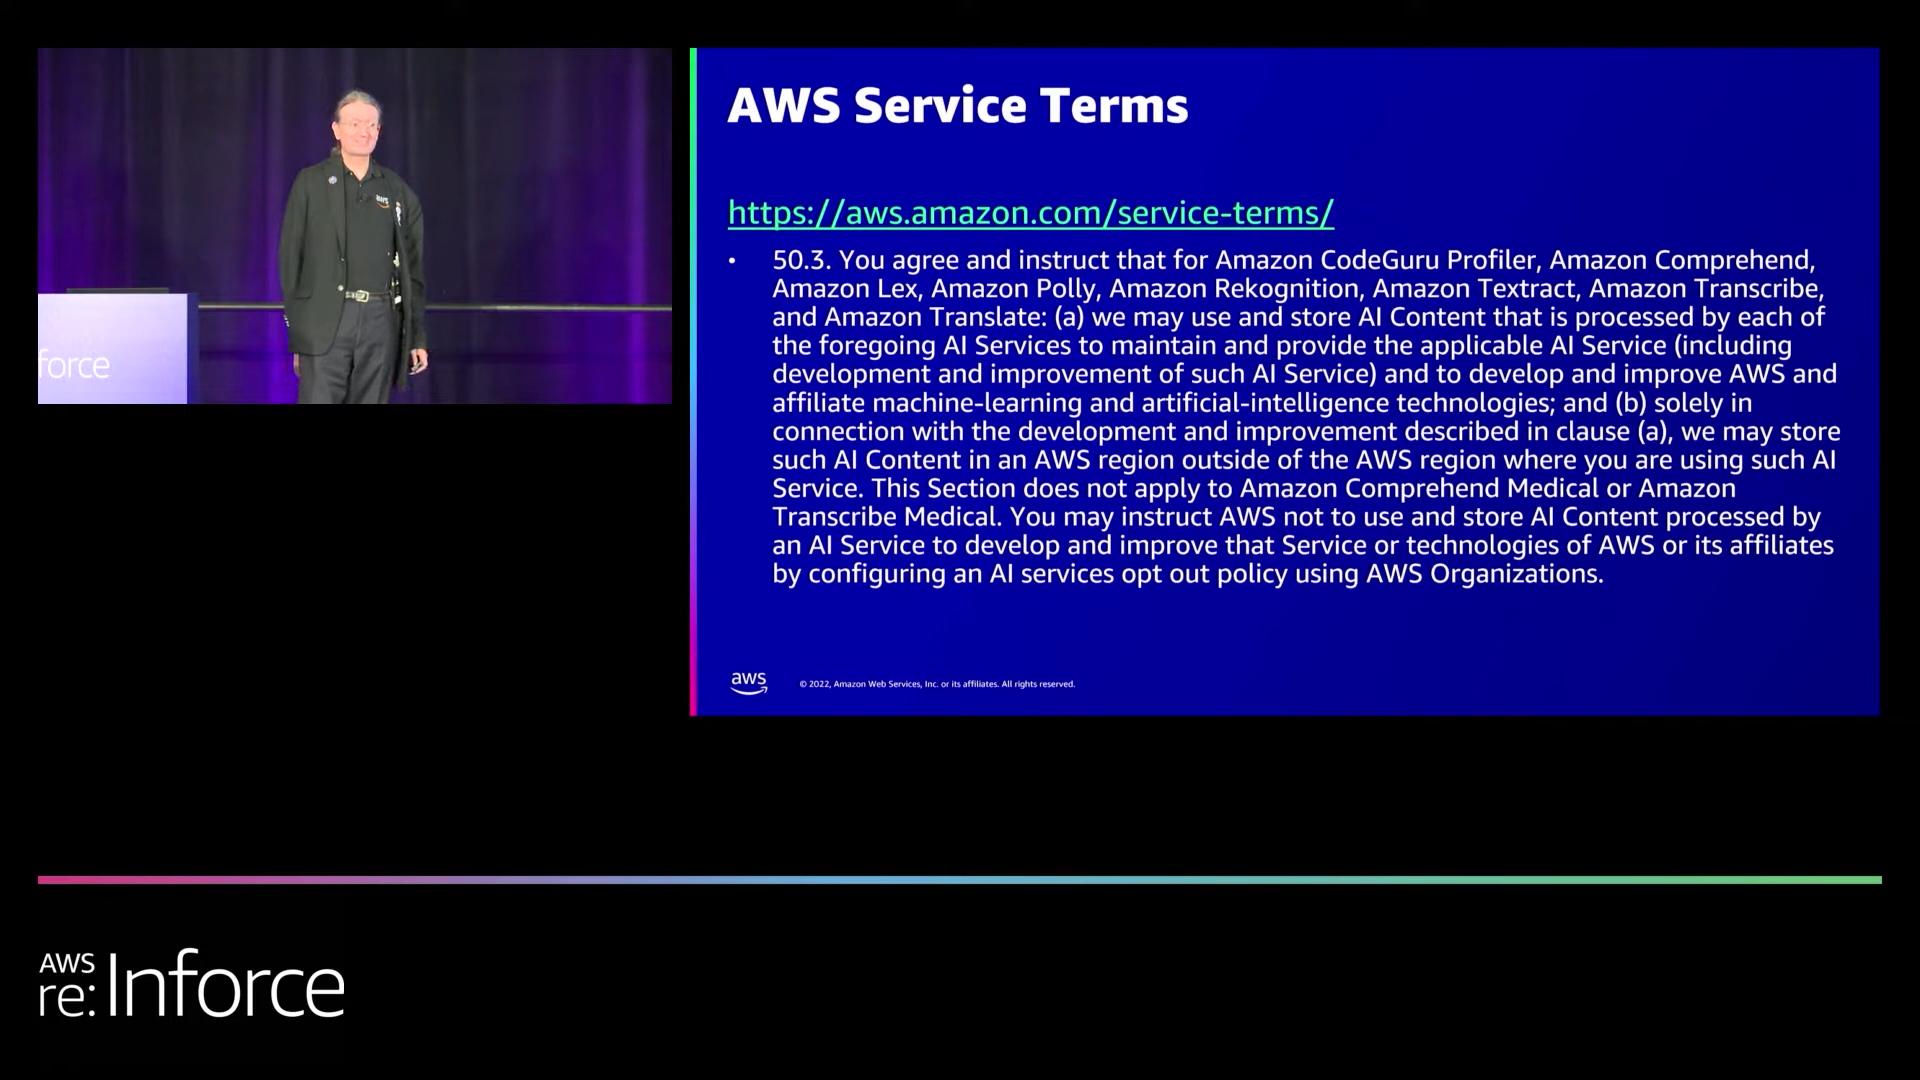 aws
force
AWS Service Terms
https://aws.amazon.com/service-terms/
• 50.3. You agree and instruct that for Amazon CodeGuru Profiler, Amazon Comprehend,
Amazon Lex, Amazon Polly, Amazon Rekognition, Amazon Textract, Amazon Transcribe,
and Amazon Translate: (a) we may use and store AI Content that is processed by each of
the foregoing AI Services to maintain and provide the applicable AI Service (including
development and improvement of such AI Service) and to develop and improve AWS and
affiliate machine-learning and artificial-intelligence technologies; and (b) solely in
connection with the development and improvement described in clause (a), we may store
such AI Content in an AWS region outside of the AWS region where you are using such AI
Service. This Section does not apply to Amazon Comprehend Medical or Amazon
Transcribe Medical. You may instruct AWS not to use and store AI Content processed by
an AI Service to develop and improve that Service or technologies of AWS or its affiliates
by configuring an AI services opt out policy using AWS Organizations.
aws
© 2022, Amazon Web Services, Inc. or its affiliates. All rights reserved.
AWS
re:Inforce